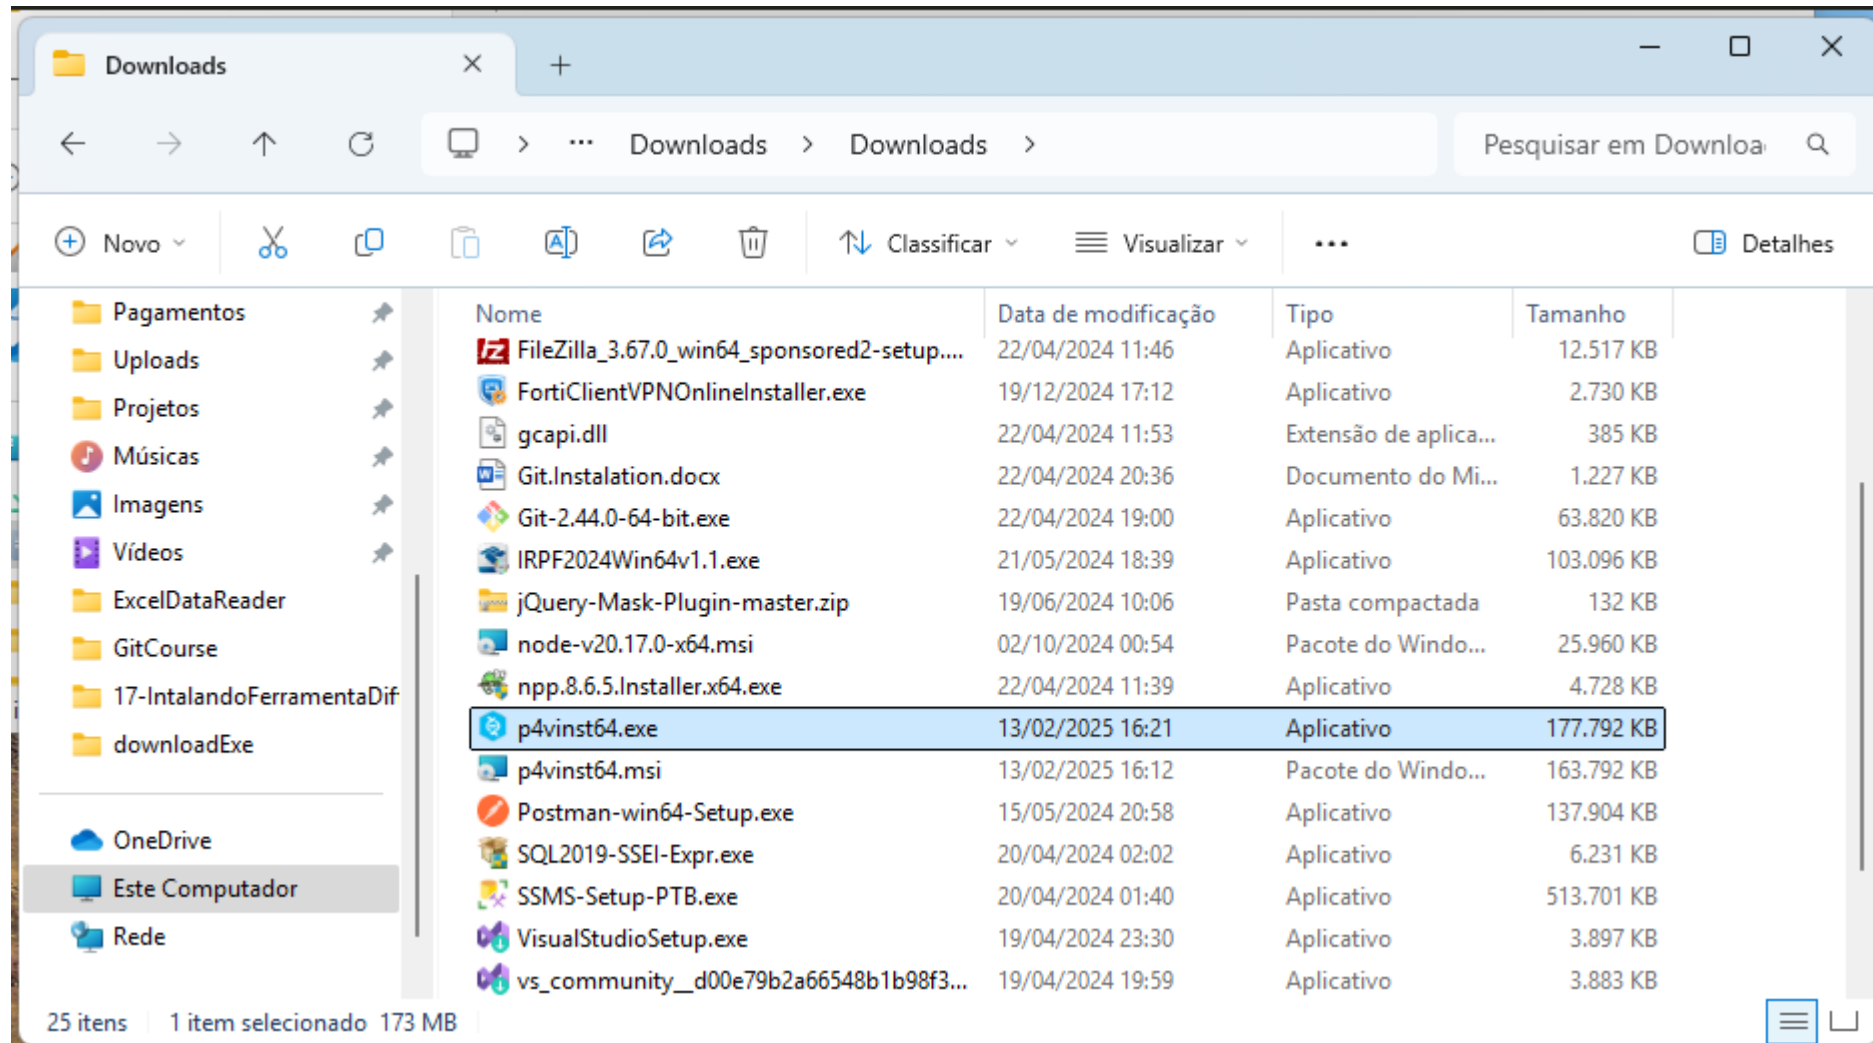 Downloads
Downloads > Downloads >
Pesquisar em Downloa
Novo
Classificar
Visualizar
Detalhes
Pagamentos
Uploads
Projetos
Músicas
Imagens
Vídeos
ExcelDataReader
GitCourse
17-IntalandoFerramentaDif
downloadExe
OneDrive
Este Computador
Rede
Nome Data de modificação Tipo Tamanho
FileZilla_3.67.0_win64_sponsored2-setup.... 22/04/2024 11:46 Aplicativo 12.517 KB
FortiClientVPNOnlineInstaller.exe 19/12/2024 17:12 Aplicativo 2.730 KB
gcapi.dll 22/04/2024 11:53 Extensão de aplica... 385 KB
Git.Instalation.docx 22/04/2024 20:36 Documento do Mi... 1.227 KB
Git-2.44.0-64-bit.exe 22/04/2024 19:00 Aplicativo 63.820 KB
IRPF2024Win64v1.1.exe 21/05/2024 18:39 Aplicativo 103.096 KB
jQuery-Mask-Plugin-master.zip 19/06/2024 10:06 Pasta compactada 132 KB
node-v20.17.0-x64.msi 02/10/2024 00:54 Pacote do Windo... 25.960 KB
npp.8.6.5.Installer.x64.exe 22/04/2024 11:39 Aplicativo 4.728 KB
p4vinst64.exe 13/02/2025 16:21 Aplicativo 177.792 KB
p4vinst64.msi 13/02/2025 16:12 Pacote do Windo... 163.792 KB
Postman-win64-Setup.exe 15/05/2024 20:58 Aplicativo 137.904 KB
SQL2019-SSEI-Expr.exe 20/04/2024 02:02 Aplicativo 6.231 KB
SSMS-Setup-PTB.exe 20/04/2024 01:40 Aplicativo 513.701 KB
VisualStudioSetup.exe 19/04/2024 23:30 Aplicativo 3.897 KB
vs_community__d00e79b2a66548b1b98f3... 19/04/2024 19:59 Aplicativo 3.883 KB
25 itens 1 item selecionado 173 MB